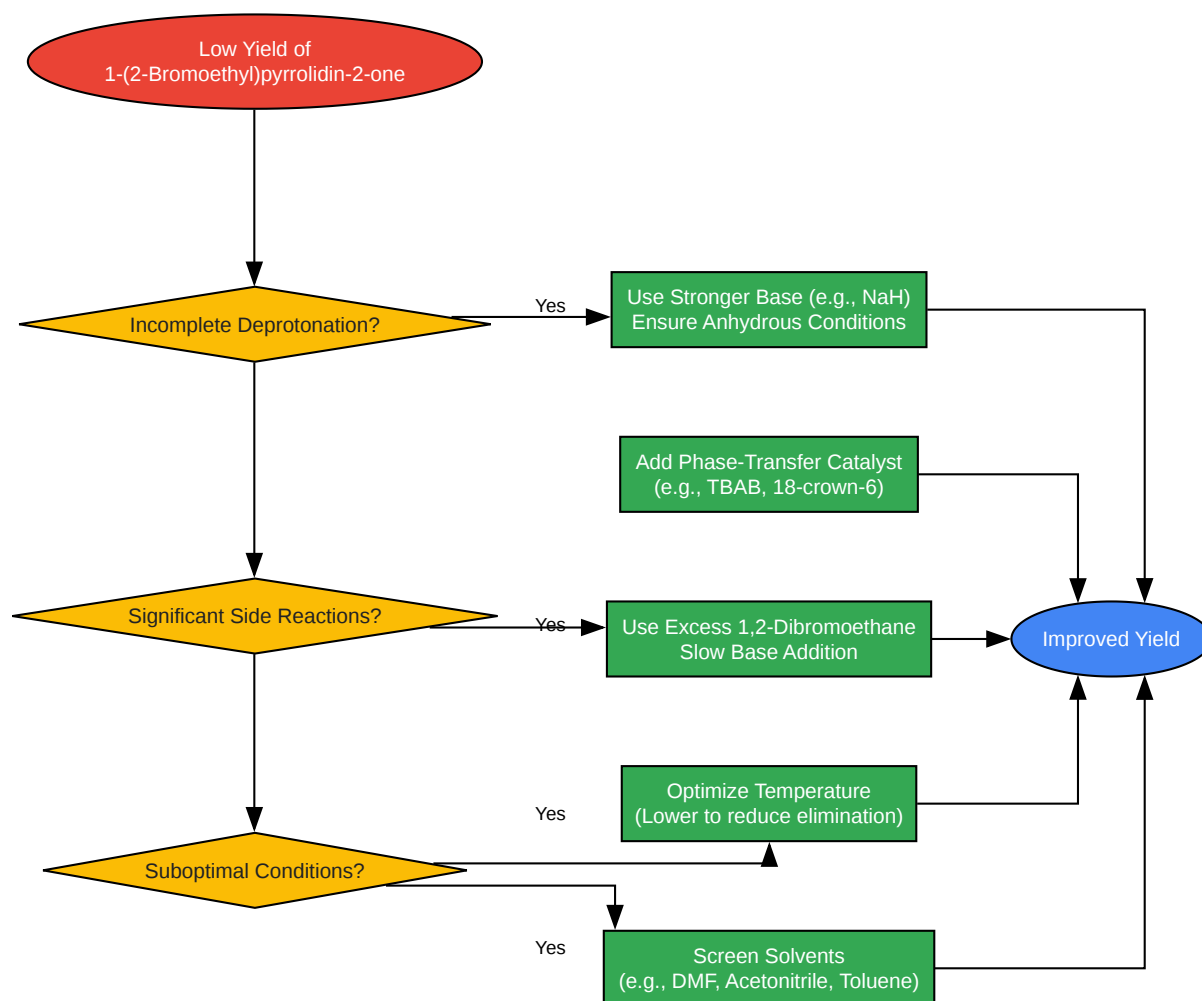 Low Yield of
1-(2-Bromoethyl)pyrrolidin-2-one
Incomplete Deprotonation?
Yes
Use Stronger Base (e.g., NaH)
Ensure Anhydrous Conditions
Add Phase-Transfer Catalyst
(e.g., TBAB, 18-crown-6)
Significant Side Reactions?
Yes
Use Excess 1,2-Dibromoethane
Slow Base Addition
Improved Yield
Optimize Temperature
(Lower to reduce elimination)
Yes
Suboptimal Conditions?
Yes
Screen Solvents
(e.g., DMF, Acetonitrile, Toluene)